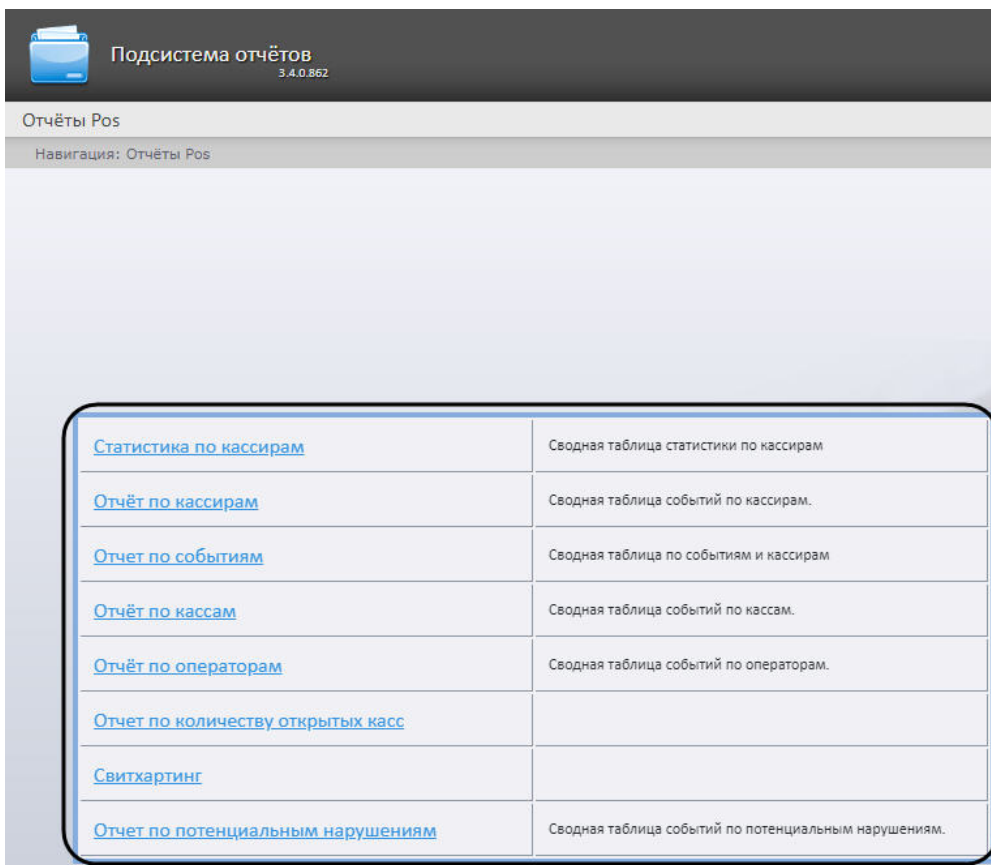 Подсистема отчётов
3.4.0.862
Отчёты Pos
Навигация: Отчёты Pos
Статистика по кассирам
Сводная таблица статистики по кассирам
Отчёт по кассирам
Сводная таблица событий по кассирам.
Отчет по событиям
Сводная таблица по событиям и кассирам
Отчёт по кассам
Сводная таблица событий по кассам.
Отчёт по операторам
Сводная таблица событий по операторам.
Отчет по количеству открытых касс
Свитхартинг
Отчет по потенциальным нарушениям
Сводная таблица событий по потенциальным нарушениям.